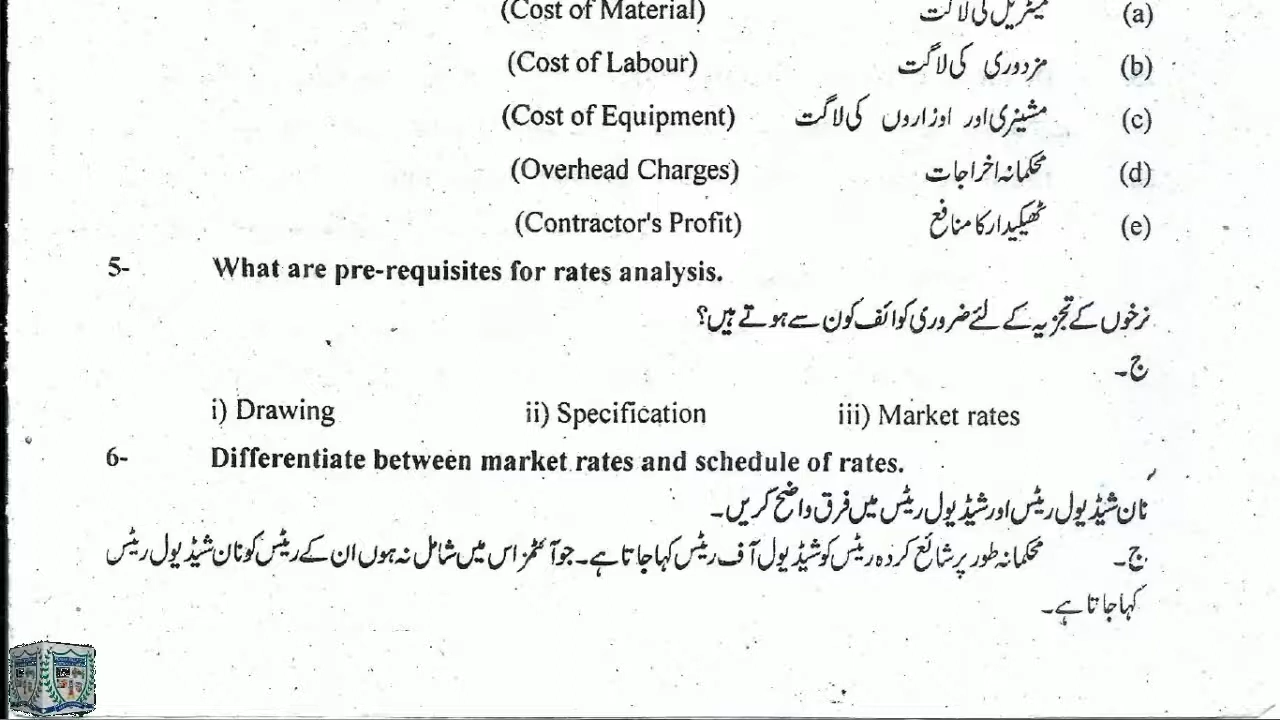 (a) میٹریل کی لاگت (Cost of Material)
(b) مزدوری کی لاگت (Cost of Labour)
(c) مشینری اور اوزاروں کی لاگت (Cost of Equipment)
(d) محکمانہ اخراجات (Overhead Charges)
(e) ٹھیکیدار کا منافع (Contractor's Profit)
5- What are pre-requisites for rates analysis.
نرخوں کے تجزیہ کے لئے ضروری کوائف کون سے ہوتے ہیں؟
ج۔
i) Drawing ii) Specification iii) Market rates
6- Differentiate between market rates and schedule of rates.
نان شیڈیول ریٹس اور شیڈیول ریٹس میں فرق واضح کریں۔
ج۔ محکمانہ طور پر شائع کردہ ریٹس کو شیڈیول آف ریٹس کہا جاتا ہے۔ جو آئٹمز اس میں شامل نہ ہوں ان کے ریٹس کو نان شیڈیول ریٹس
کہا جاتا ہے۔